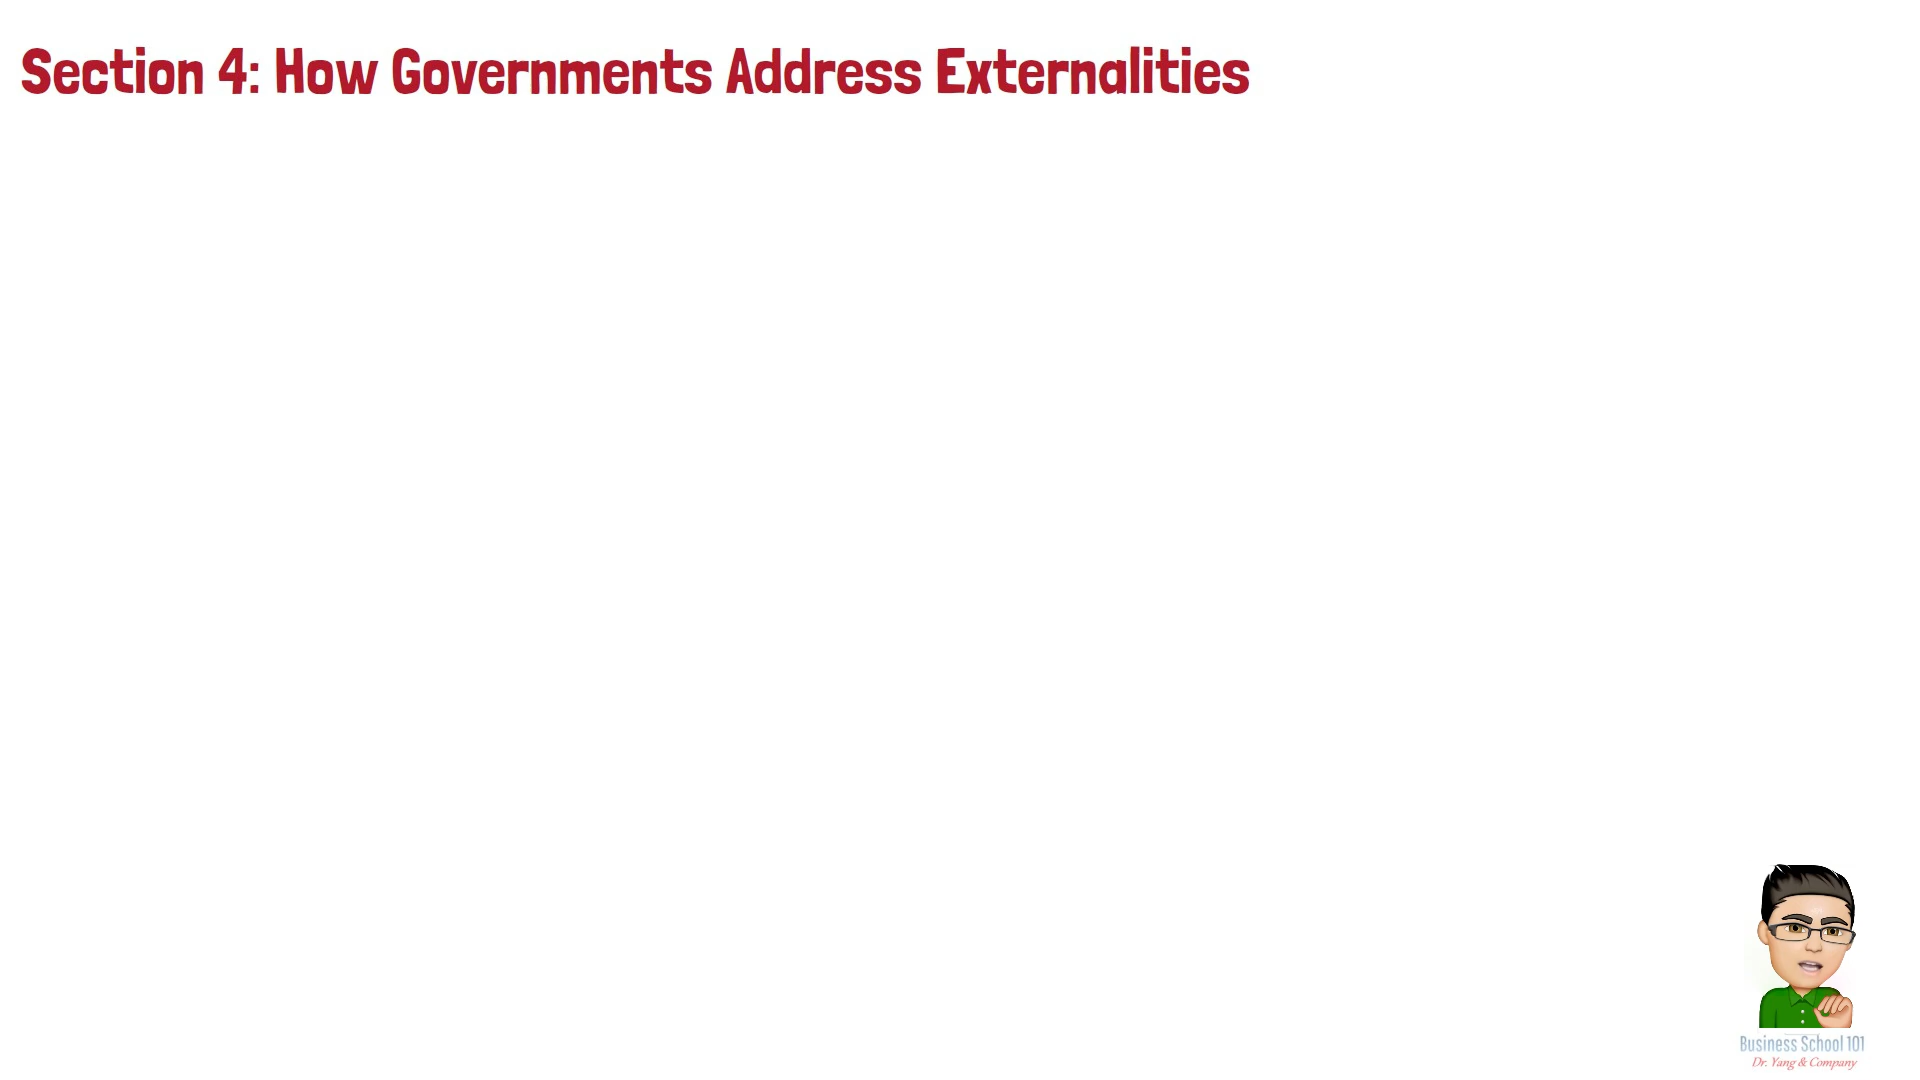 Section 4: How Governments Address Externalities
Business School 101
Dr. Yang & Company